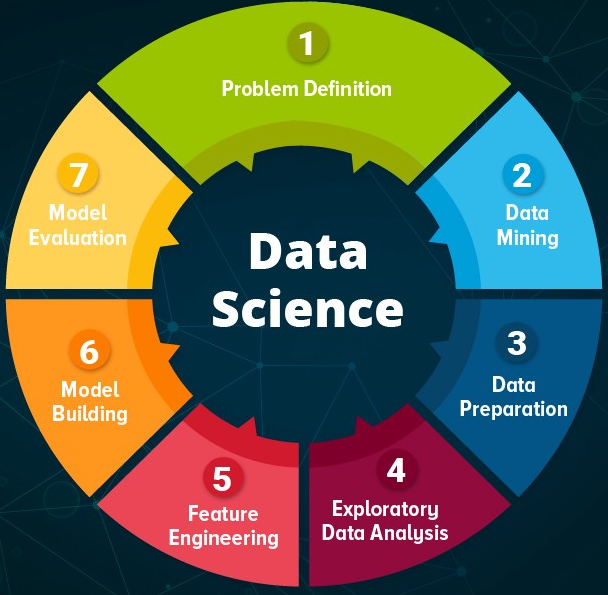 1
Problem Definition
2
Data
Mining
3
Data
Preparation
4
Exploratory
Data Analysis
5
Feature
Engineering
6
Model
Building
7
Model
Evaluation
Data
Science